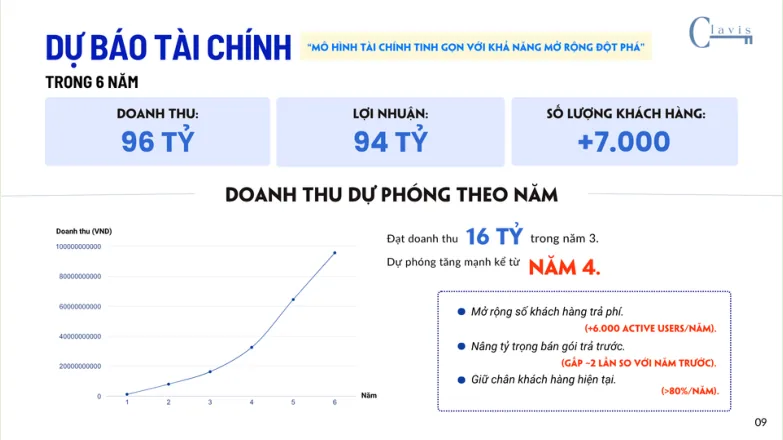 DỰ BÁO TÀI CHÍNH
"MÔ HÌNH TÀI CHÍNH TINH GỌN VỚI KHẢ NĂNG MỞ RỘNG ĐỘT PHÁ"
Clavis
TRONG 6 NĂM
DOANH THU:
96 TỶ
LỢI NHUẬN:
94 TỶ
SỐ LƯỢNG KHÁCH HÀNG:
+7.000
DOANH THU DỰ PHÓNG THEO NĂM
Doanh thu (VNĐ)
100000000000
80000000000
60000000000
40000000000
20000000000
0
1 2 3 4 5 6
Năm
Đạt doanh thu 16 TỶ trong năm 3.
Dự phóng tăng mạnh kể từ NĂM 4.
Mở rộng số khách hàng trả phí.
(+6.000 ACTIVE USERS/NĂM).
Nâng tỷ trọng bán gói trả trước.
(GẤP ~2 LẦN SO VỚI NĂM TRƯỚC).
Giữ chân khách hàng hiện tại.
(>80%/NĂM).
09